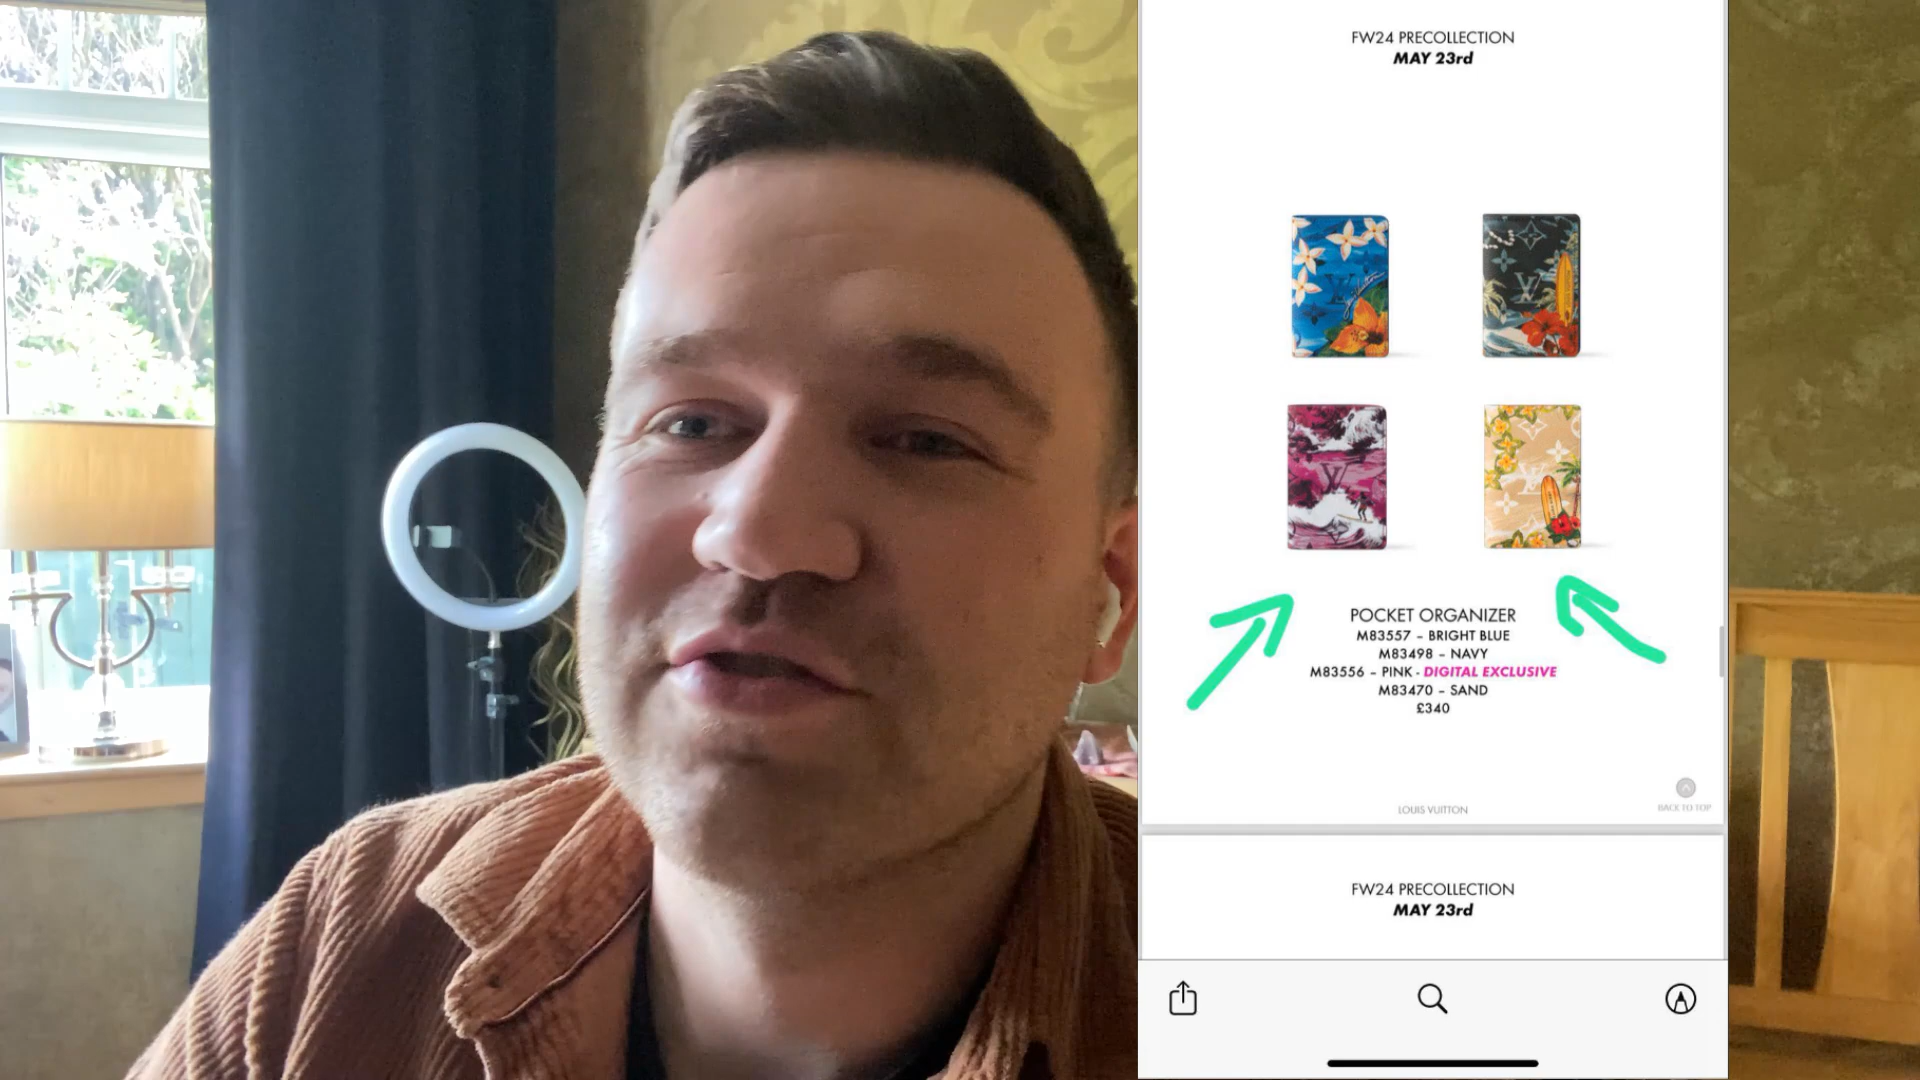 FW24 PRECOLLECTION
MAY 23rd
POCKET ORGANIZER
M83557 – BRIGHT BLUE
M83498 – NAVY
M83556 – PINK - DIGITAL EXCLUSIVE
M83470 – SAND
£340
BACK TO TOP
LOUIS VUITTON
FW24 PRECOLLECTION
MAY 23rd